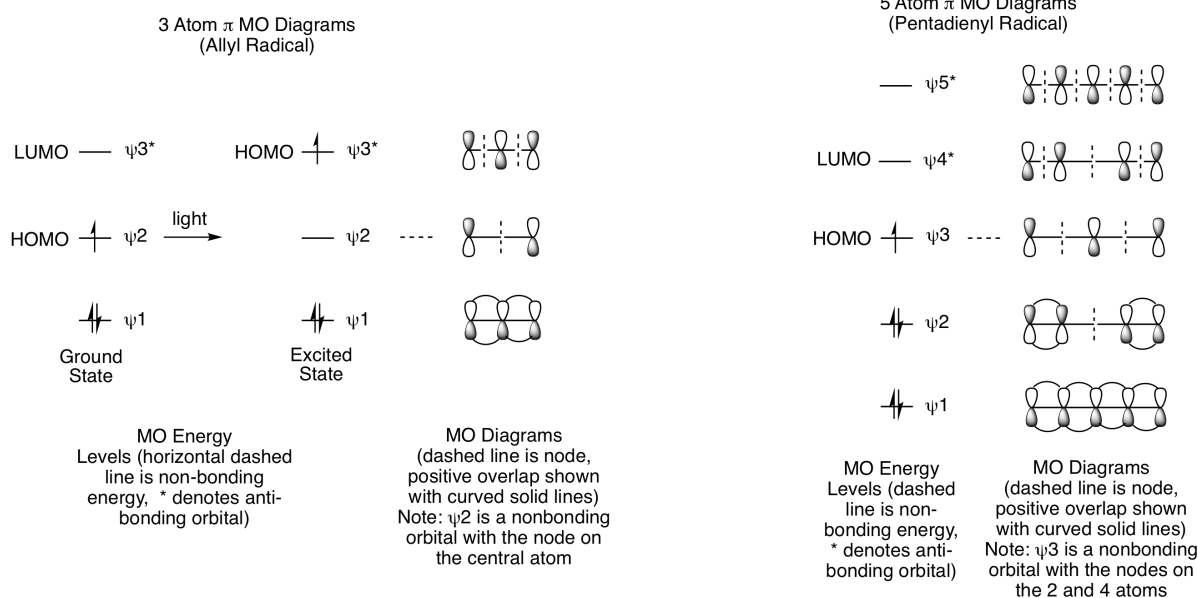 3 Atom π MO Diagrams
(Allyl Radical)
LUMO ψ3*
HOMO ψ3*
HOMO ψ2
light
ψ2
ψ1
ψ1
Ground
State
Excited
State
MO Energy
Levels (horizontal dashed
line is non-bonding
energy, * denotes anti-
bonding orbital)
MO Diagrams
(dashed line is node,
positive overlap shown
with curved solid lines)
Note: ψ2 is a nonbonding
orbital with the node on
the central atom
5 Atom π MO Diagrams
(Pentadienyl Radical)
ψ5*
LUMO ψ4*
HOMO ψ3
ψ2
ψ1
MO Energy
Levels (dashed
line is non-
bonding energy,
* denotes anti-
bonding orbital)
MO Diagrams
(dashed line is node,
positive overlap shown
with curved solid lines)
Note: ψ3 is a nonbonding
orbital with the nodes on
the 2 and 4 atoms